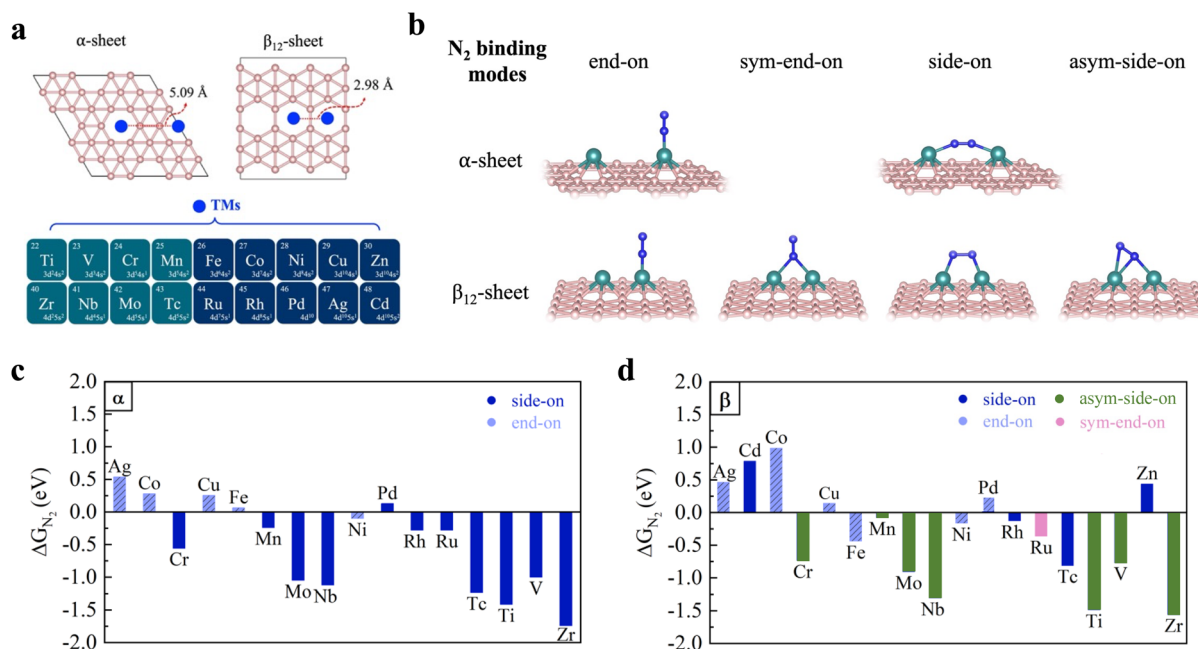 a
α-sheet
β₁₂-sheet
5.09 Å
2.98 Å
TMs
22 23 24 25 26 27 28 29 30
Ti V Cr Mn Fe Co Ni Cu Zn
3d²4s² 3d³4s² 3d⁵4s¹ 3d⁵4s² 3d⁶4s² 3d⁷4s² 3d⁸4s² 3d¹⁰4s¹ 3d¹⁰4s²
40 41 42 43 44 45 46 47 48
Zr Nb Mo Tc Ru Rh Pd Ag Cd
4d²5s² 4d⁴5s¹ 4d⁵5s¹ 4d⁵5s² 4d⁷5s¹ 4d⁸5s¹ 4d¹⁰ 4d¹⁰5s¹ 4d¹⁰5s²
b
N₂ binding
modes
end-on
sym-end-on
side-on
asym-side-on
α-sheet
β₁₂-sheet
c
α
side-on
end-on
ΔG_N₂ (eV)
2.0
1.5
1.0
0.5
0.0
-0.5
-1.0
-1.5
-2.0
Ag
Co
Cr
Cu
Fe
Mn
Mo
Nb
Ni
Pd
Rh
Ru
Tc
Ti
V
Zr
d
β
side-on
asym-side-on
end-on
sym-end-on
ΔG_N₂ (eV)
2.0
1.5
1.0
0.5
0.0
-0.5
-1.0
-1.5
-2.0
Ag
Cd
Co
Cr
Cu
Fe
Mn
Mo
Nb
Ni
Pd
Rh
Ru
Tc
Ti
V
Zn
Zr